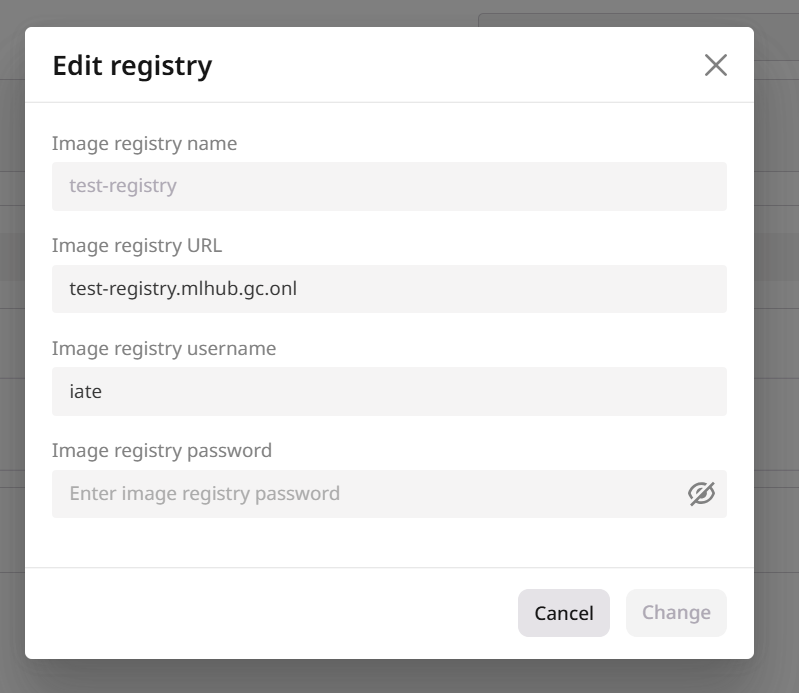 Edit registry
Image registry name
test-registry
Image registry URL
test-registry.mlhub.gc.onl
Image registry username
iate
Image registry password
Enter image registry password
Cancel
Change